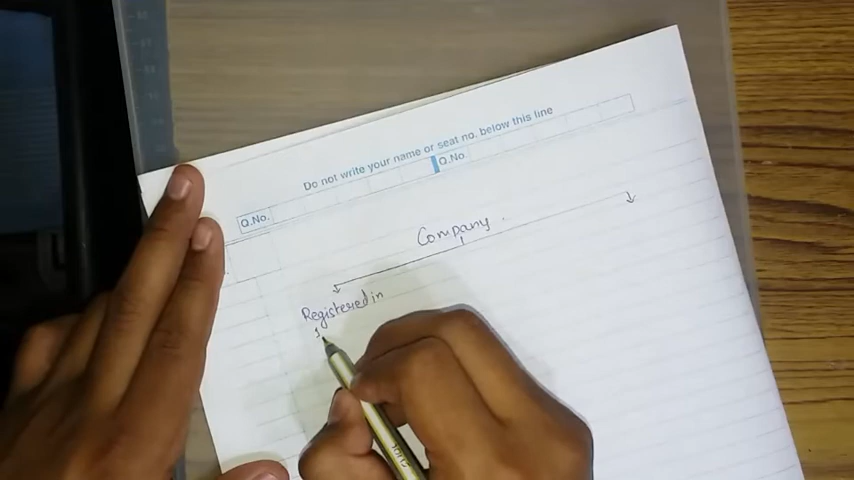 Do not write your name or seat no. below this line
Q.No. Q.No
Company
Registered in